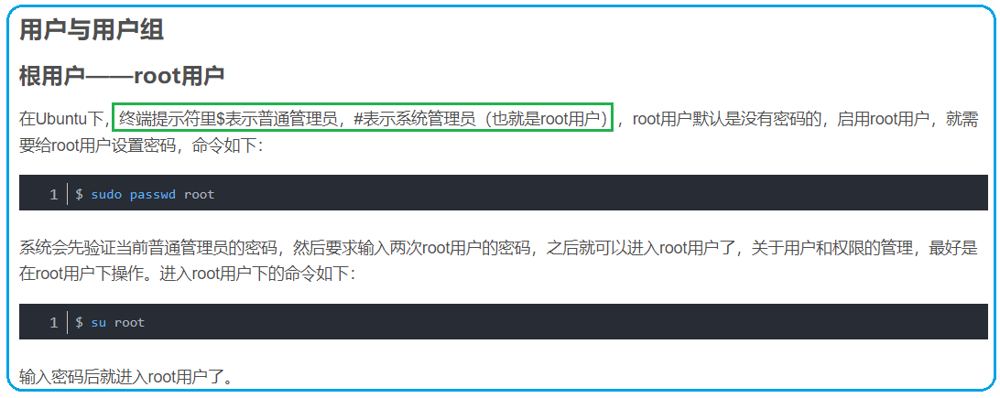 用户与用户组
根用户——root用户
在Ubuntu下，终端提示符里$表示普通管理员，#表示系统管理员（也就是root用户），root用户默认是没有密码的，启用root用户，就需
要给root用户设置密码，命令如下：
1 $ sudo passwd root
系统会先验证当前普通管理员的密码，然后要求输入两次root用户的密码，之后就可以进入root用户了，关于用户和权限的管理，最好是
在root用户下操作。进入root用户下的命令如下：
1 $ su root
输入密码后就进入root用户了。